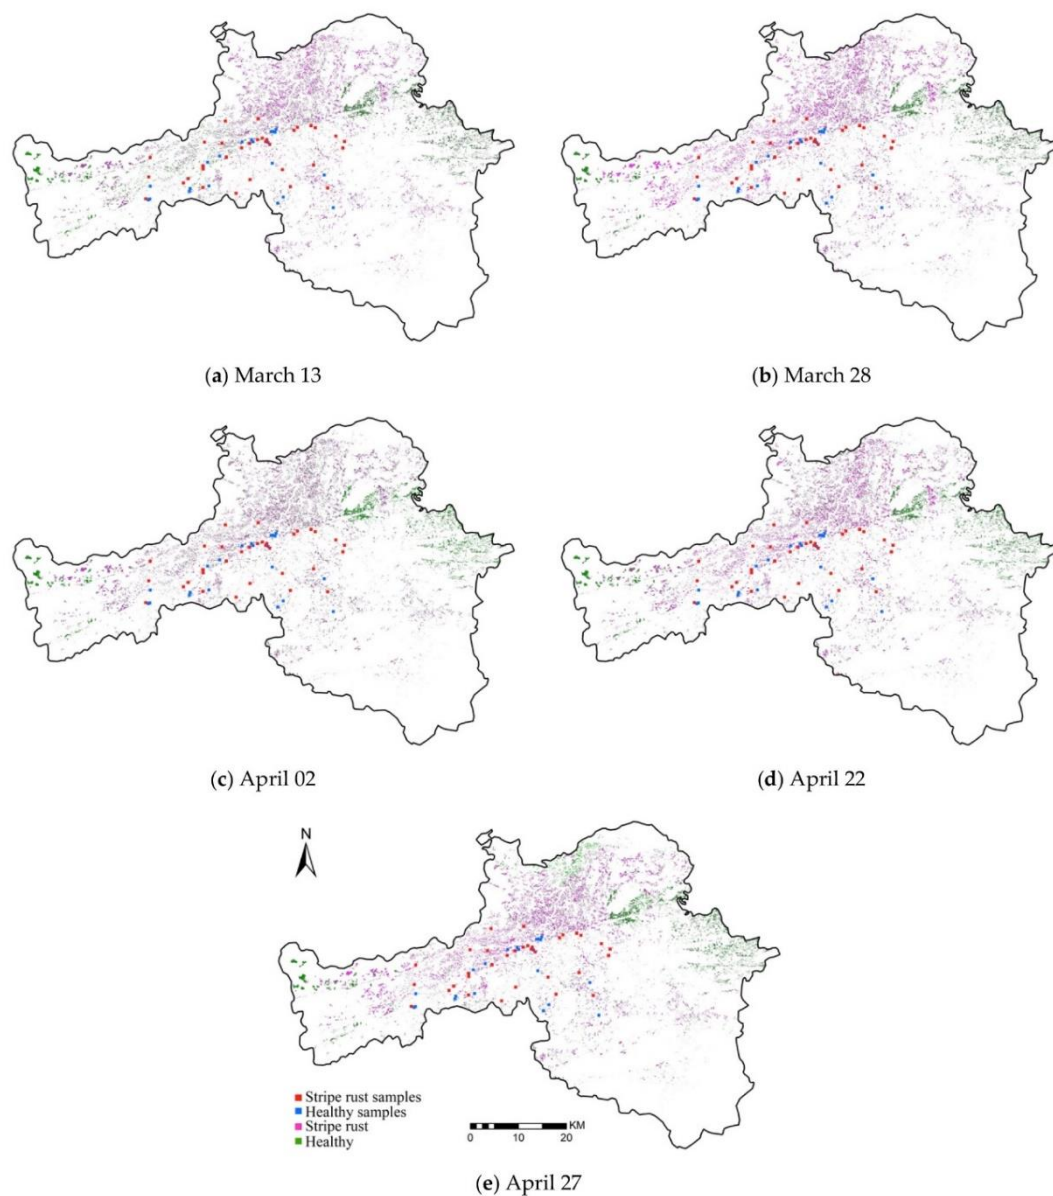 (a) March 13
(b) March 28
(c) April 02
(d) April 22
N
Stripe rust samples
Healthy samples
Stripe rust
Healthy
KM
0 10 20
(e) April 27